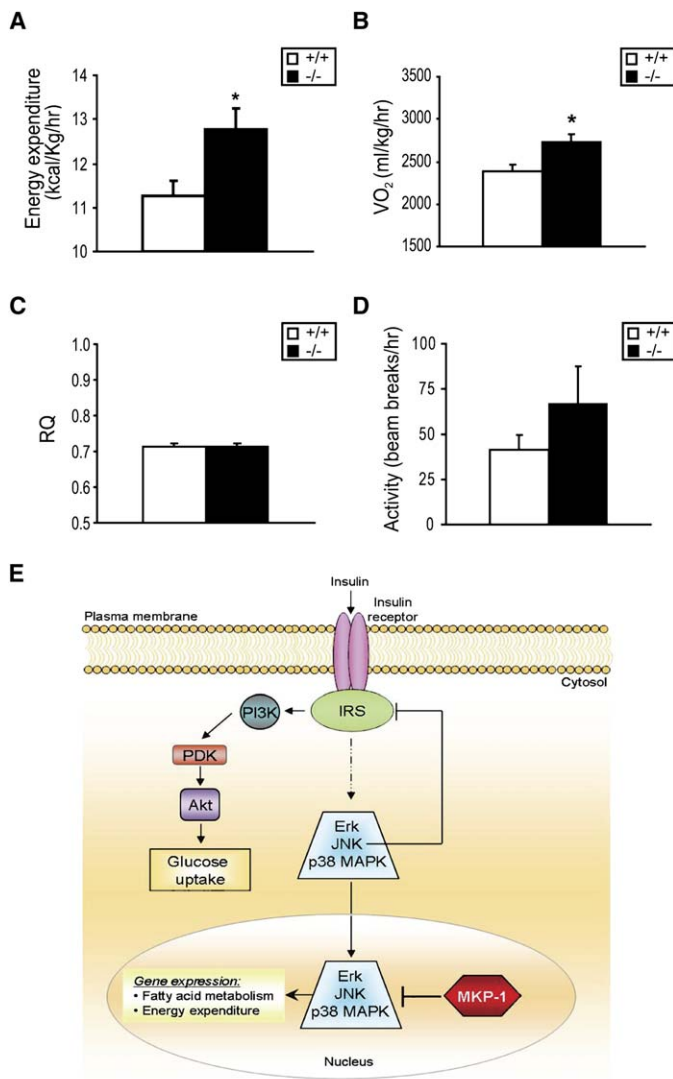 A
+/+
-/-
Energy expenditure
(kcal/Kg/hr)
14
13
12
11
10
*
B
+/+
-/-
VO₂ (ml/kg/hr)
3500
3000
2500
2000
1500
*
C
+/+
-/-
RQ
1.0
0.9
0.8
0.7
0.6
0.5
D
+/+
-/-
Activity (beam breaks/hr)
100
75
50
25
0
E
Insulin
Plasma membrane
Insulin
receptor
Cytosol
PI3K
IRS
PDK
Akt
Glucose
uptake
Erk
JNK
p38 MAPK
Gene expression:
• Fatty acid metabolism
• Energy expenditure
Erk
JNK
p38 MAPK
MKP-1
Nucleus